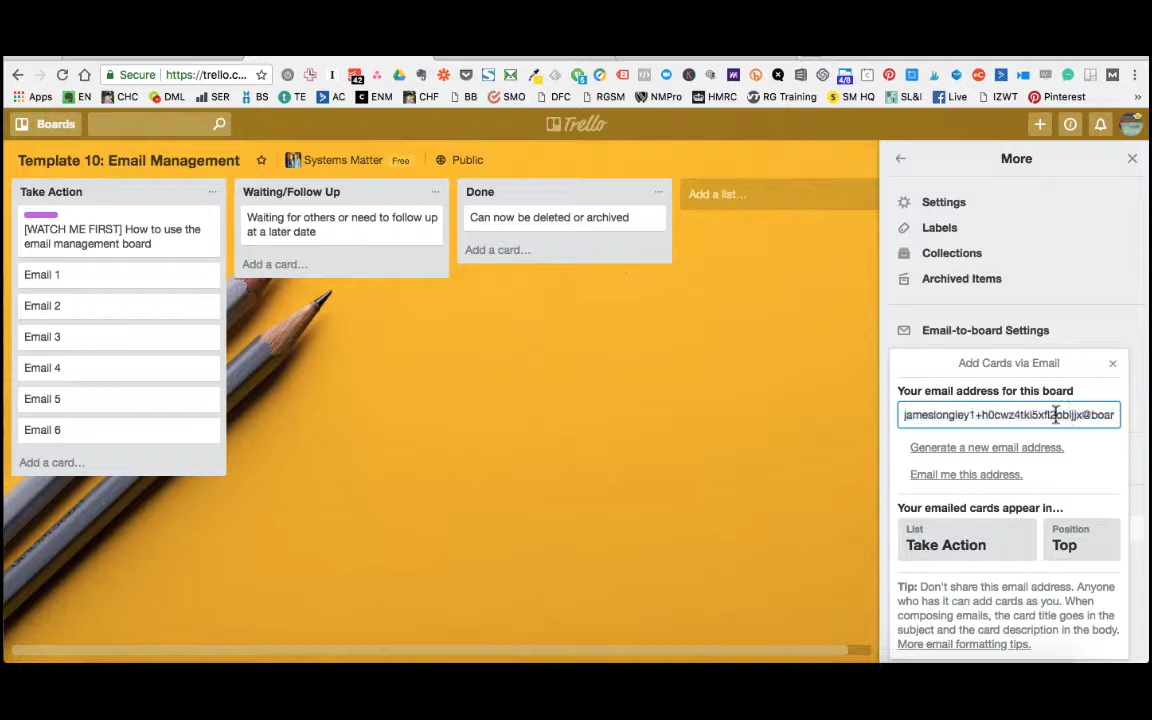 Secure https://trello.c...
42
6
4/8
Apps EN CHC DML SER BS TE AC ENM CHF BB SMO DFC RGSM NMPro HMRC RG Training SM HQ SL&I Live IZWT Pinterest »
Boards
Trello
Template 10: Email Management Systems Matter Free Public
More
Take Action
[WATCH ME FIRST] How to use the
email management board
Email 1
Email 2
Email 3
Email 4
Email 5
Email 6
Add a card...
Waiting/Follow Up
Waiting for others or need to follow up
at a later date
Add a card...
Done
Can now be deleted or archived
Add a card...
Add a list...
Settings
Labels
Collections
Archived Items
Email-to-board Settings
Add Cards via Email
Your email address for this board
Generate a new email address.
Email me this address.
Your emailed cards appear in...
List
Take Action
Position
Top
Tip: Don't share this email address. Anyone
who has it can add cards as you. When
composing emails, the card title goes in the
subject and the card description in the body.
More email formatting tips.